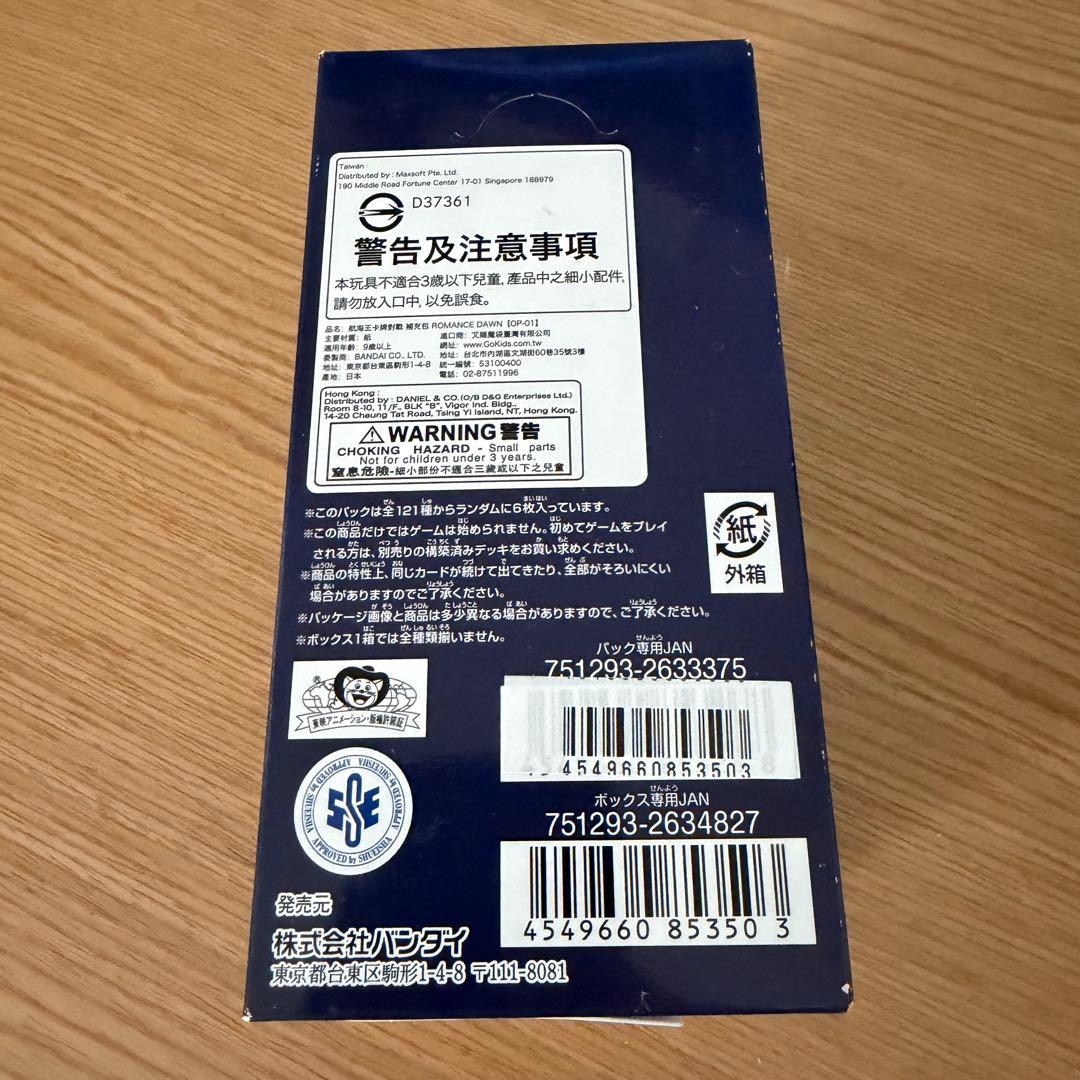 Taiwan :
Distributed by : Maxsoft Pte. Ltd.
190 Middle Road Fortune Center 17-01 Singapore 188979
D37361
警告及注意事項
本玩具不適合3歲以下兒童,產品中之細小配件,
請勿放入口中,以免誤食。
品名: 航海王卡牌對戰 補充包 ROMANCE DAWN【OP-01】
主要材質: 紙 進口商: 艾瑞魔袋臺灣有限公司
適用年齡: 9歲以上 網址: www.GoKids.com.tw
委製商: BANDAI CO., LTD. 地址: 台北市內湖區文湖街60巷35號3樓
地址: 東京都台東區駒形1-4-8 統一編號: 53100400
產地: 日本 電話: 02-87511996
Hong Kong :
Distributed by : DANIEL & CO.(O/B D&G Enterprises Ltd.)
Room 8-10, 11/F., BLK "B", Vigor Ind. Bldg.,
14-20 Cheung Tat Road, Tsing Yi Island, NT, Hong Kong.
⚠ WARNING 警告
CHOKING HAZARD - Small parts
Not for children under 3 years.
窒息危險-細小部份不適合三歲或以下之兒童
※このパックは全121種からランダムに6枚入っています。
※この商品だけではゲームは始められません。初めてゲームをプレイ
される方は、別売りの構築済みデッキをお買い求めください。
※商品の特性上、同じカードが続けて出てきたり、全部がそろいにくい
場合がありますのでご了承ください。
※パッケージ画像と商品は多少異なる場合がありますので、ご了承ください。
※ボックス1箱では全種類揃いません。
紙
外箱
パック専用JAN
751293-2633375
4549660853503
ボックス専用JAN
751293-2634827
4549660 85350 3
東映アニメーション・版権許諾証
APPROVED by SHUEISHA
SSE
APPROVED by SHUEISHA
発売元
株式会社バンダイ
東京都台東区駒形1-4-8 〒111-8081